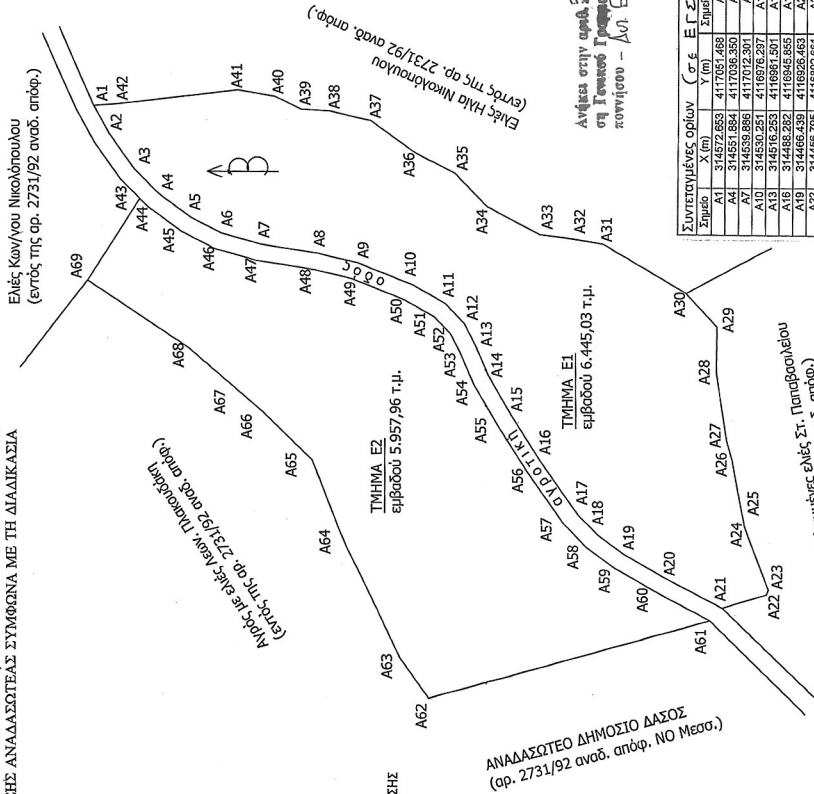 ΣΗΣ ΑΝΑΔΑΣΩΤΕΑΣ ΣΥΜΦΩΝΑ ΜΕ ΤΗ ΔΙΑΔΙΚΑΣΙΑ
Ελιές Κων/νου Νικολόπουλου
(εντός της αρ. 2731/92 αναδ. απόφ.)
Ελιές Ηλία Νικολόπουλου
(εντός της αρ. 2731/92 αναδ. απόφ.)
Ανήκει στην αριθ.
ση Γενικού
ποννήσου –
Αγρός με ελιές Λεων. Πλακουδάκη
(εντός της αρ. 2731/92 αναδ. απόφ.)
ΤΜΗΜΑ Ε2
εμβαδού 5.957,96 τ.μ.
ΤΜΗΜΑ Ε1
εμβαδού 6.445,03 τ.μ.
αγροτική
οδός
Β
ΑΝΑΔΑΣΩΤΕΟ ΔΗΜΟΣΙΟ ΔΑΣΟΣ
(αρ. 2731/92 αναδ. απόφ. ΝΟ Μεσσ.)
ΣΗΣ
ελιές Στ. Παπαβασιλείου
απόφ.)
A1
A2
A3
A4
A5
A6
A7
A8
A9
A10
A11
A12
A13
A14
A15
A16
A17
A18
A19
A20
A21
A22
A23
A24
A25
A26
A27
A28
A29
A30
A31
A32
A33
A34
A35
A36
A37
A38
A39
A40
A41
A42
A43
A44
A45
A46
A47
A48
A49
A50
A51
A52
A53
A54
A55
A56
A57
A58
A59
A60
A61
A62
A63
A64
A65
A66
A67
A68
A69
Συντεταγμένες ορίων (σε ΕΓΣ
Σημείο X (m) Y (m) Σημεί
A1 314572.653 4117051.468
A4 314551.884 4117036.350
A7 314539.886 4117012.301
A10 314530.251 4116976.297
A13 314516.253 4116961.501
A16 314488.262 4116945.855
A19 314466.439 4116926.463